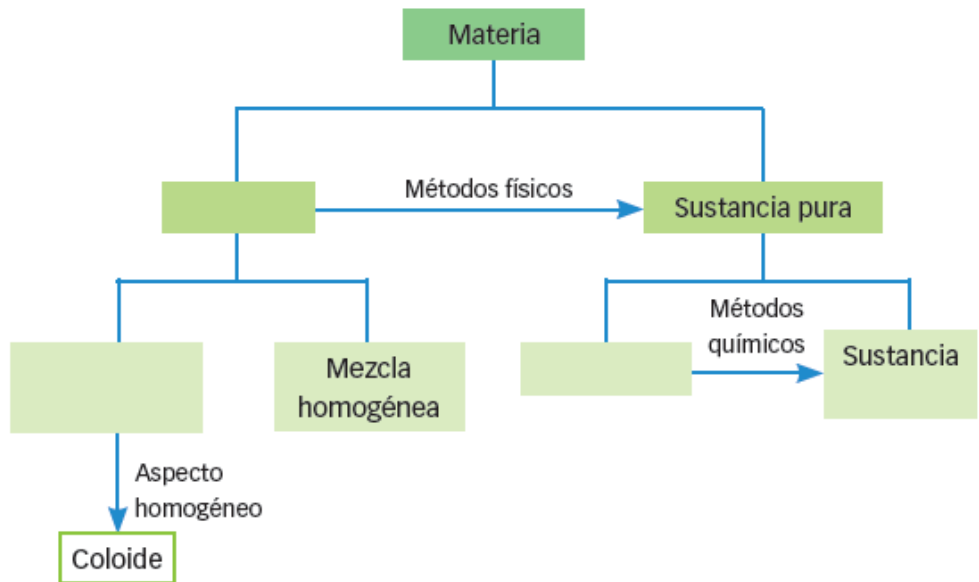 Materia
Métodos físicos
Sustancia pura
Métodos
químicos
Mezcla
homogénea
Sustancia
Aspecto
homogéneo
Coloide